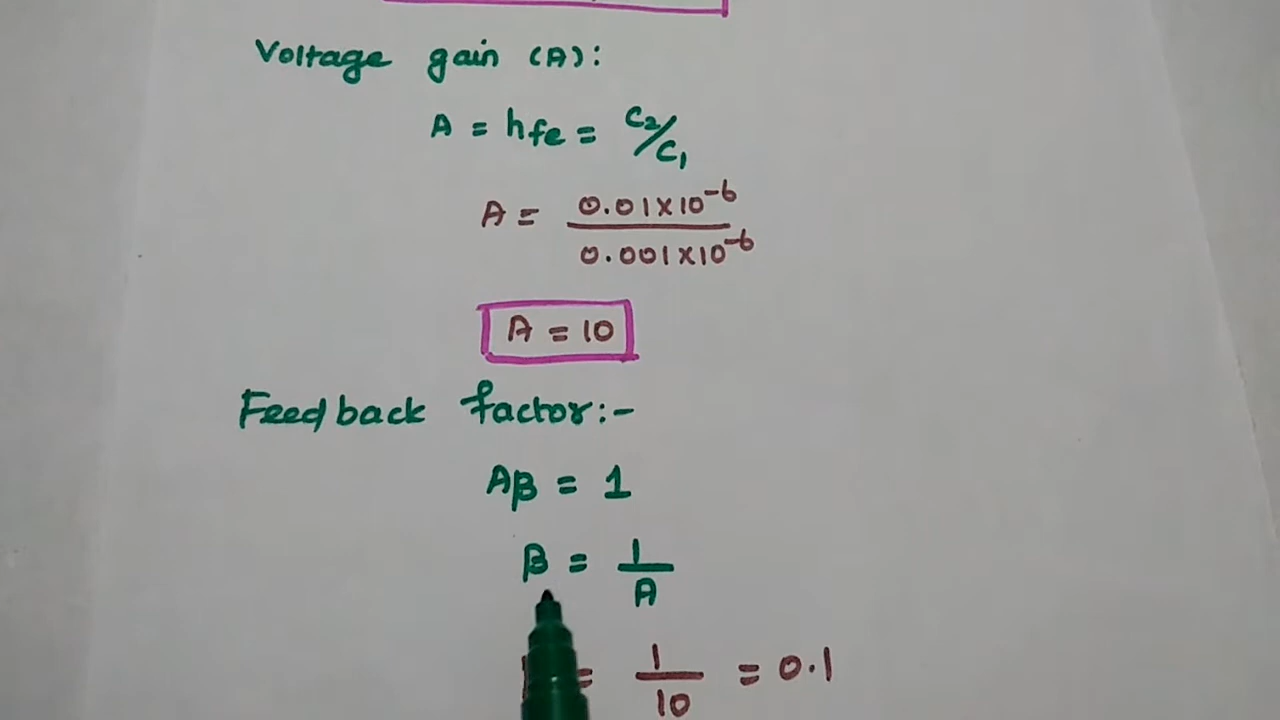 Voltage gain (A):
A = hfe = C2/C1
A = 0.01×10⁻⁶ / 0.001×10⁻⁶
A = 10
Feedback factor:-
Aβ = 1
β = 1/A
= 1/10 = 0.1